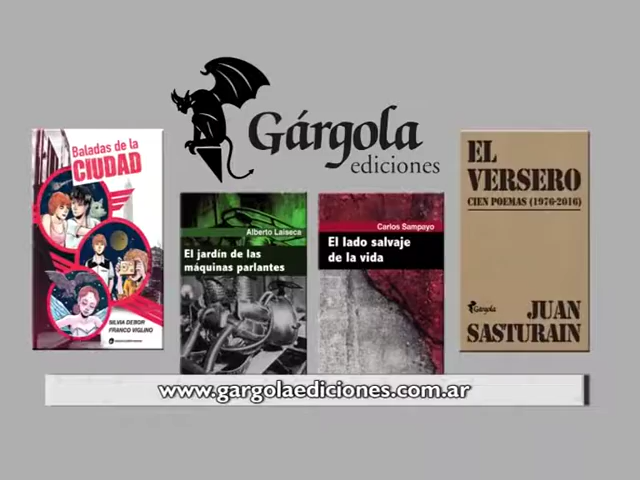 Gárgola
ediciones
Baladas de la
CIUDAD
SILVIA DEBOR
FRANCO VIGLINO
Alberto Laiseca
El jardín de las
máquinas parlantes
Carlos Sampayo
El lado salvaje
de la vida
EL
VERSERO
CIEN POEMAS (1976-2016)
Gárgola
JUAN
SASTURAIN
www.gargolaediciones.com.ar